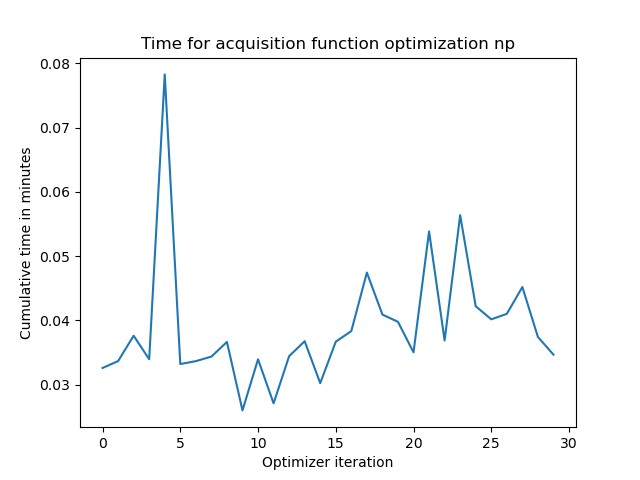 Time for acquisition function optimization np
Cumulative time in minutes
0.08
0.07
0.06
0.05
0.04
0.03
0 5 10 15 20 25 30
Optimizer iteration